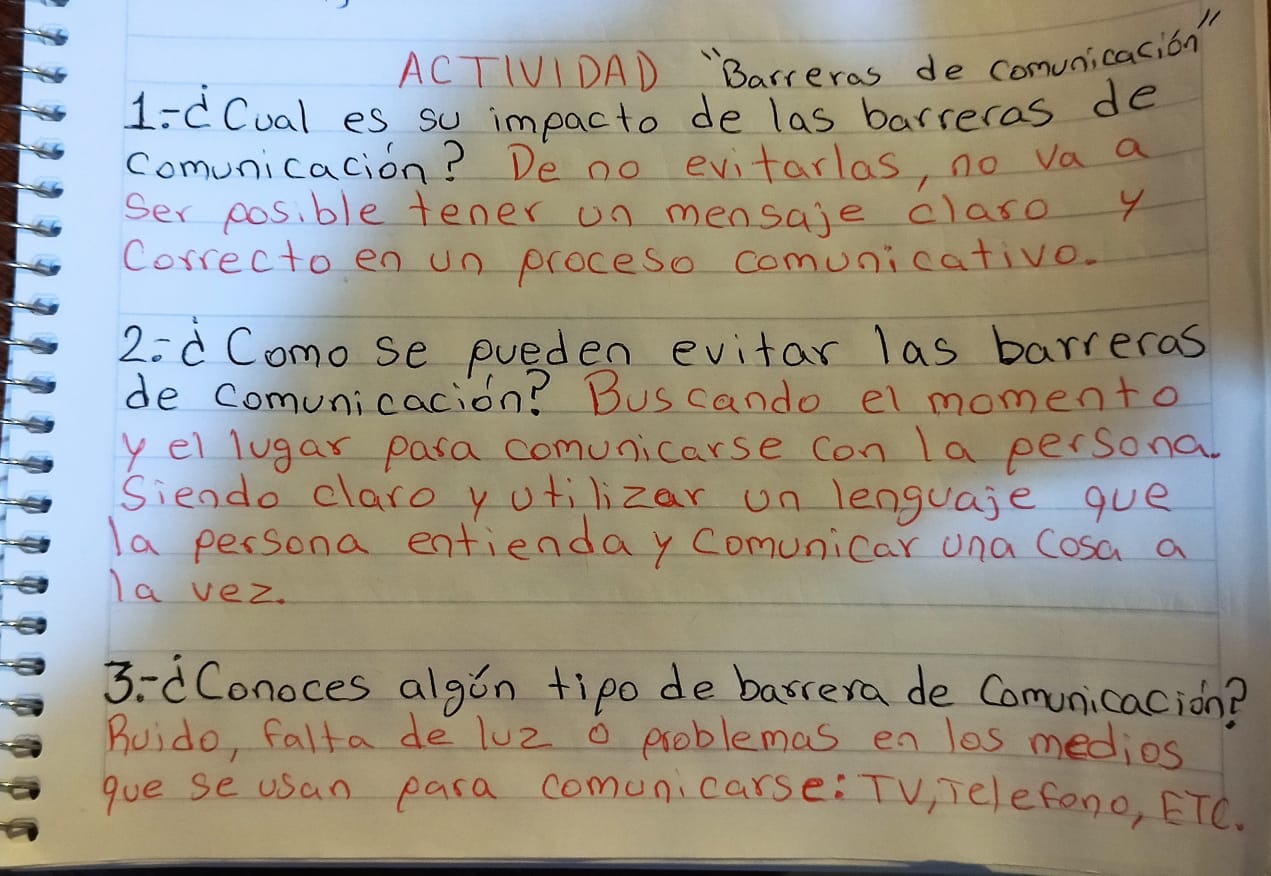 ACTIVIDAD "Barreras de comunicación"
1.-¿Cual es su impacto de las barreras de
comunicación? De no evitarlas, no va a
Ser posible tener un mensaje claro y
Correcto en un proceso comunicativo.
2.-¿Como se pueden evitar las barreras
de comunicación? Buscando el momento
y el lugar para comunicarse con la persona.
Siendo claro y utilizar un lenguaje que
la persona entienda y comunicar una cosa a
la vez.
3.-¿Conoces algún tipo de barrera de Comunicación?
Ruido, falta de luz o problemas en los medios
que se usan para comunicarse: TV, Telefono, ETC.